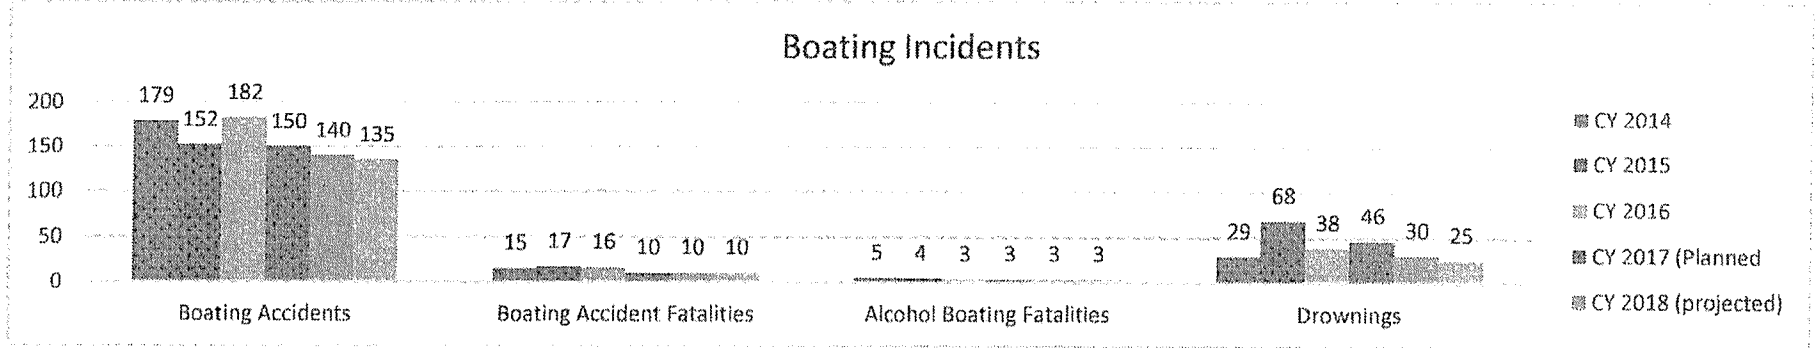 Boating Incidents
200
150
100
50
0
179 152 182 150 140 135
15 17 16 10 10 10
5 4 3 3 3 3
29 68 38 46 30 25
Boating Accidents
Boating Accident Fatalities
Alcohol Boating Fatalities
Drownings
CY 2014
CY 2015
CY 2016
CY 2017 (Planned
CY 2018 (projected)